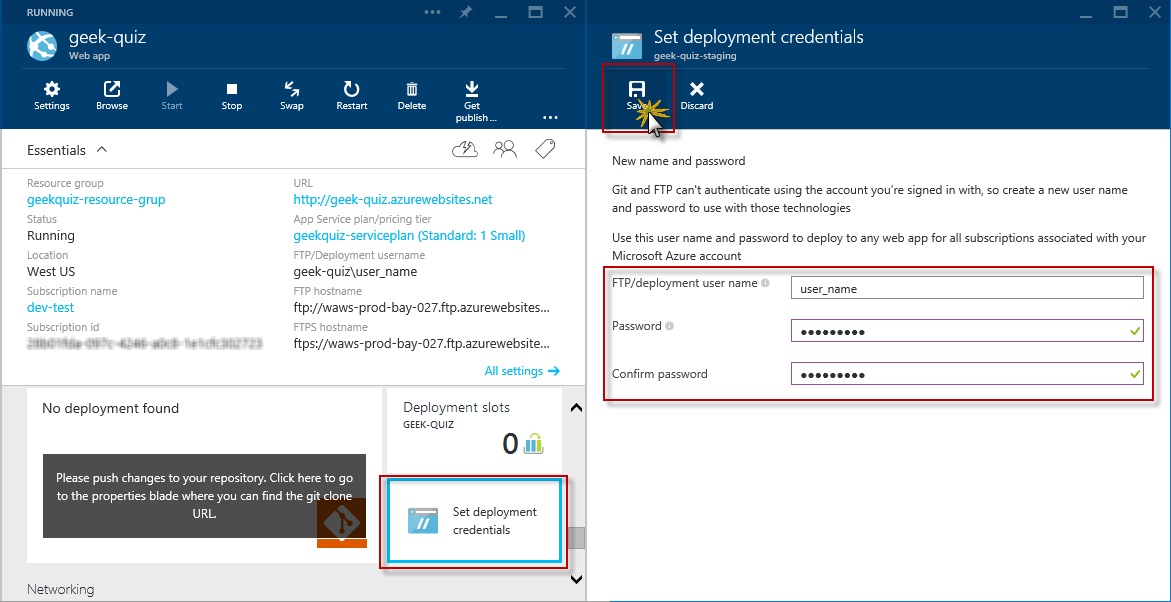 RUNNING
geek-quiz
Web app
Settings
Browse
Start
Stop
Swap
Restart
Delete
Get
publish ...
Essentials
Resource group
geekquiz-resource-grup
Status
Running
Location
West US
Subscription name
dev-test
Subscription id
URL
http://geek-quiz.azurewebsites.net
App Service plan/pricing tier
geekquiz-serviceplan (Standard: 1 Small)
FTP/Deployment username
geek-quiz\user_name
FTP hostname
ftp://waws-prod-bay-027.ftp.azurewebsites...
FTPS hostname
ftps://waws-prod-bay-027.ftp.azurewebsite...
All settings
No deployment found
Please push changes to your repository. Click here to go
to the properties blade where you can find the git clone
URL.
Deployment slots
GEEK-QUIZ
0
Set deployment
credentials
Networking
Set deployment credentials
geek-quiz-staging
Save
Discard
New name and password
Git and FTP can't authenticate using the account you're signed in with, so create a new user name
and password to use with those technologies
Use this user name and password to deploy to any web app for all subscriptions associated with your
Microsoft Azure account
FTP/deployment user name
user_name
Password
Confirm password